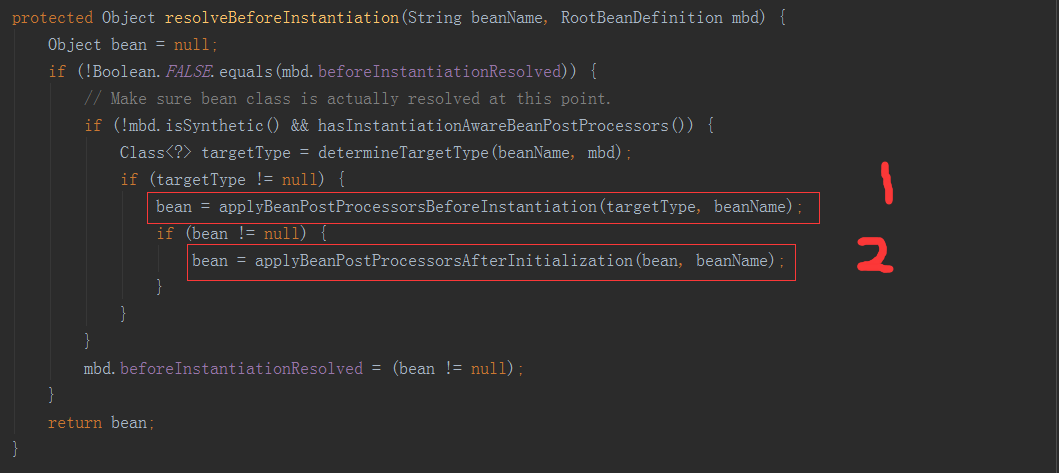 protected Object resolveBeforeInstantiation(String beanName, RootBeanDefinition mbd) {
    Object bean = null;
    if (!Boolean.FALSE.equals(mbd.beforeInstantiationResolved)) {
        // Make sure bean class is actually resolved at this point.
        if (!mbd.isSynthetic() && hasInstantiationAwareBeanPostProcessors()) {
            Class<?> targetType = determineTargetType(beanName, mbd);
            if (targetType != null) {
                bean = applyBeanPostProcessorsBeforeInstantiation(targetType, beanName); 1
                if (bean != null) {
                    bean = applyBeanPostProcessorsAfterInitialization(bean, beanName); 2
                }
            }
        }
        mbd.beforeInstantiationResolved = (bean != null);
    }
    return bean;
}